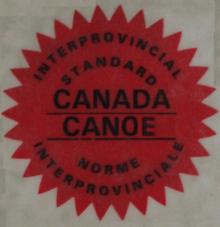 INTERPROVINCIAL
STANDARD
CANADA
CANOE
NORME
INTERPROVINCIALE